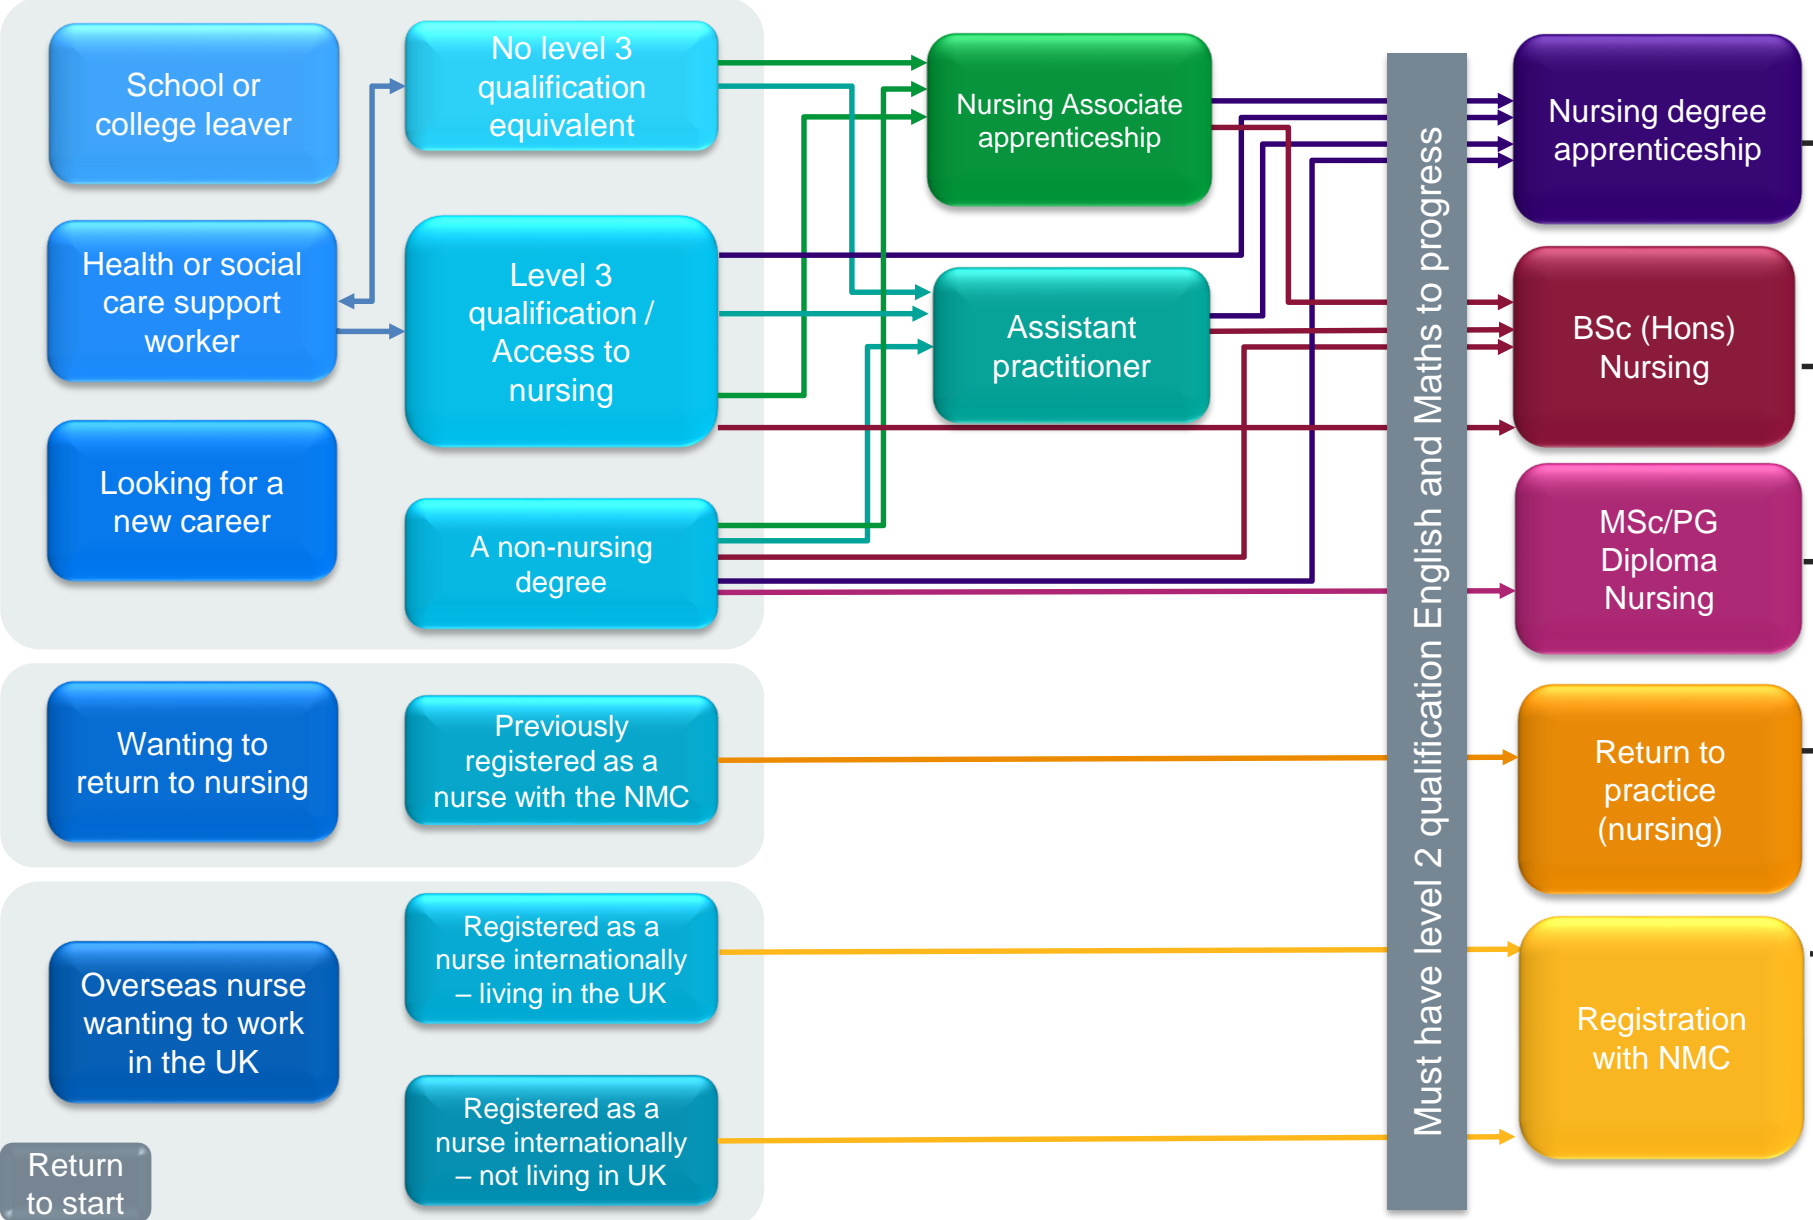 School or
college leaver
Health or social
care support
worker
Looking for a
new career
No level 3
qualification
equivalent
Level 3
qualification /
Access to
nursing
A non-nursing
degree
Nursing Associate
apprenticeship
Assistant
practitioner
Must have level 2 qualification English and Maths to progress
Nursing degree
apprenticeship
BSc (Hons)
Nursing
MSc/PG
Diploma
Nursing
Wanting to
return to nursing
Previously
registered as a
nurse with the NMC
Return to
practice
(nursing)
Overseas nurse
wanting to work
in the UK
Registered as a
nurse internationally
– living in the UK
Registered as a
nurse internationally
– not living in UK
Registration
with NMC
Return
to start